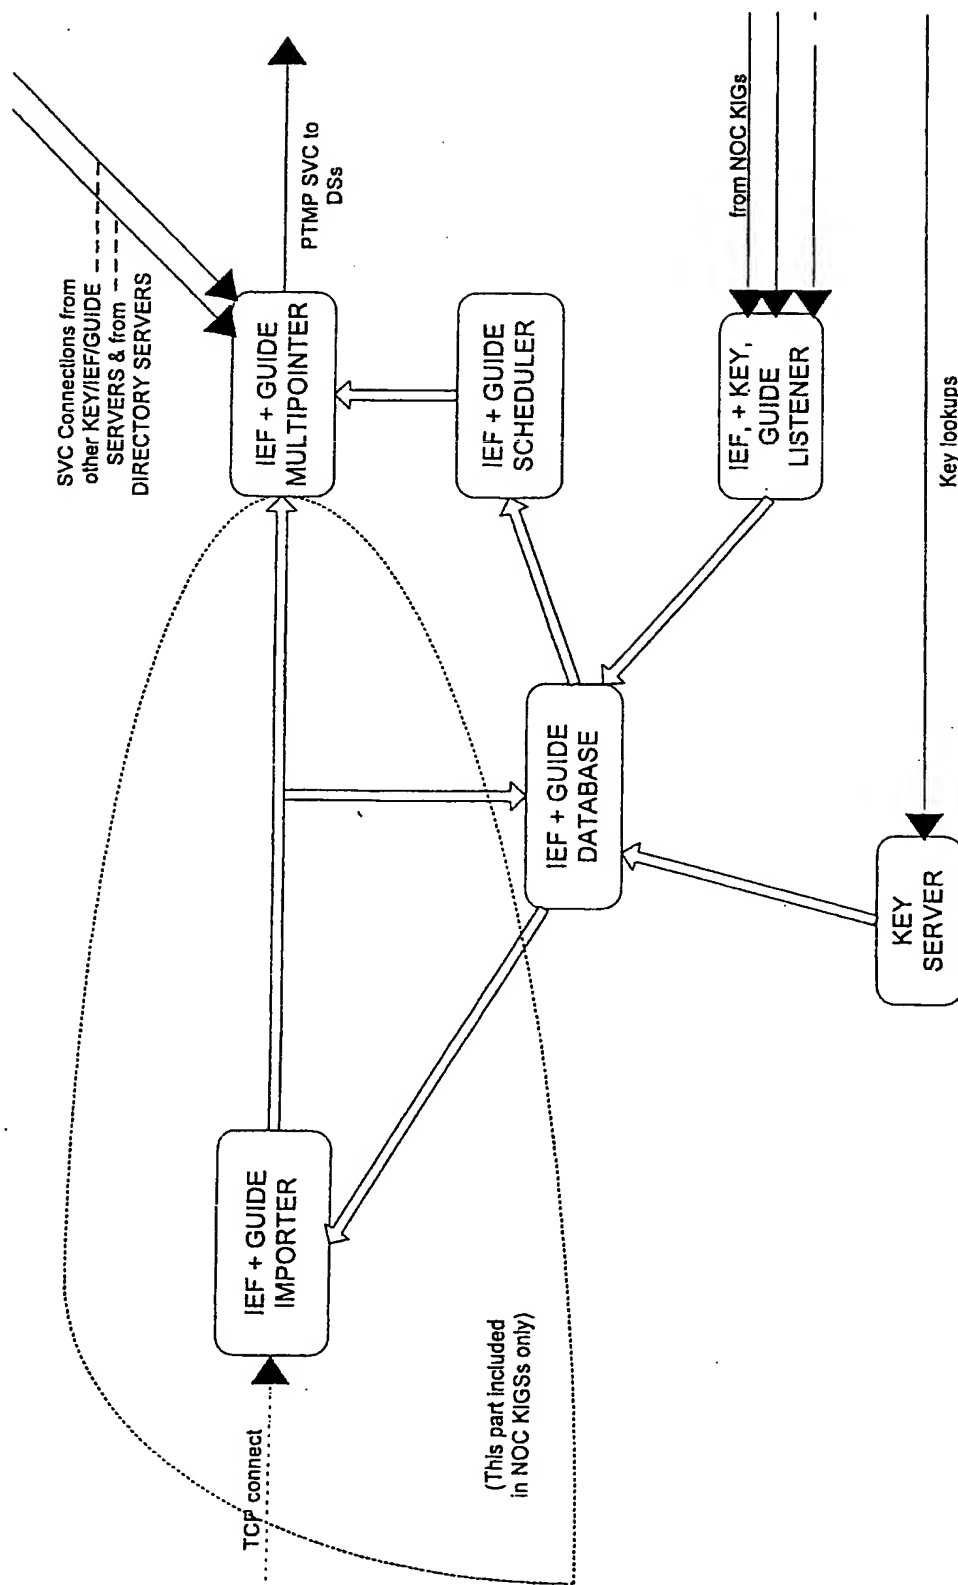 SVC Connections from
other KEY/IEF/GUIDE
SERVERS & from
DIRECTORY SERVERS
PTMP SVC to
DSs
IEF + GUIDE
MULTIPOINTER
IEF + GUIDE
SCHEDULER
from NOC KIGs
IEF, + KEY,
GUIDE
LISTENER
Key lookups
IEF + GUIDE
DATABASE
KEY
SERVER
IEF + GUIDE
IMPORTER
TCP connect
(This part included
in NOC KIGSs only)